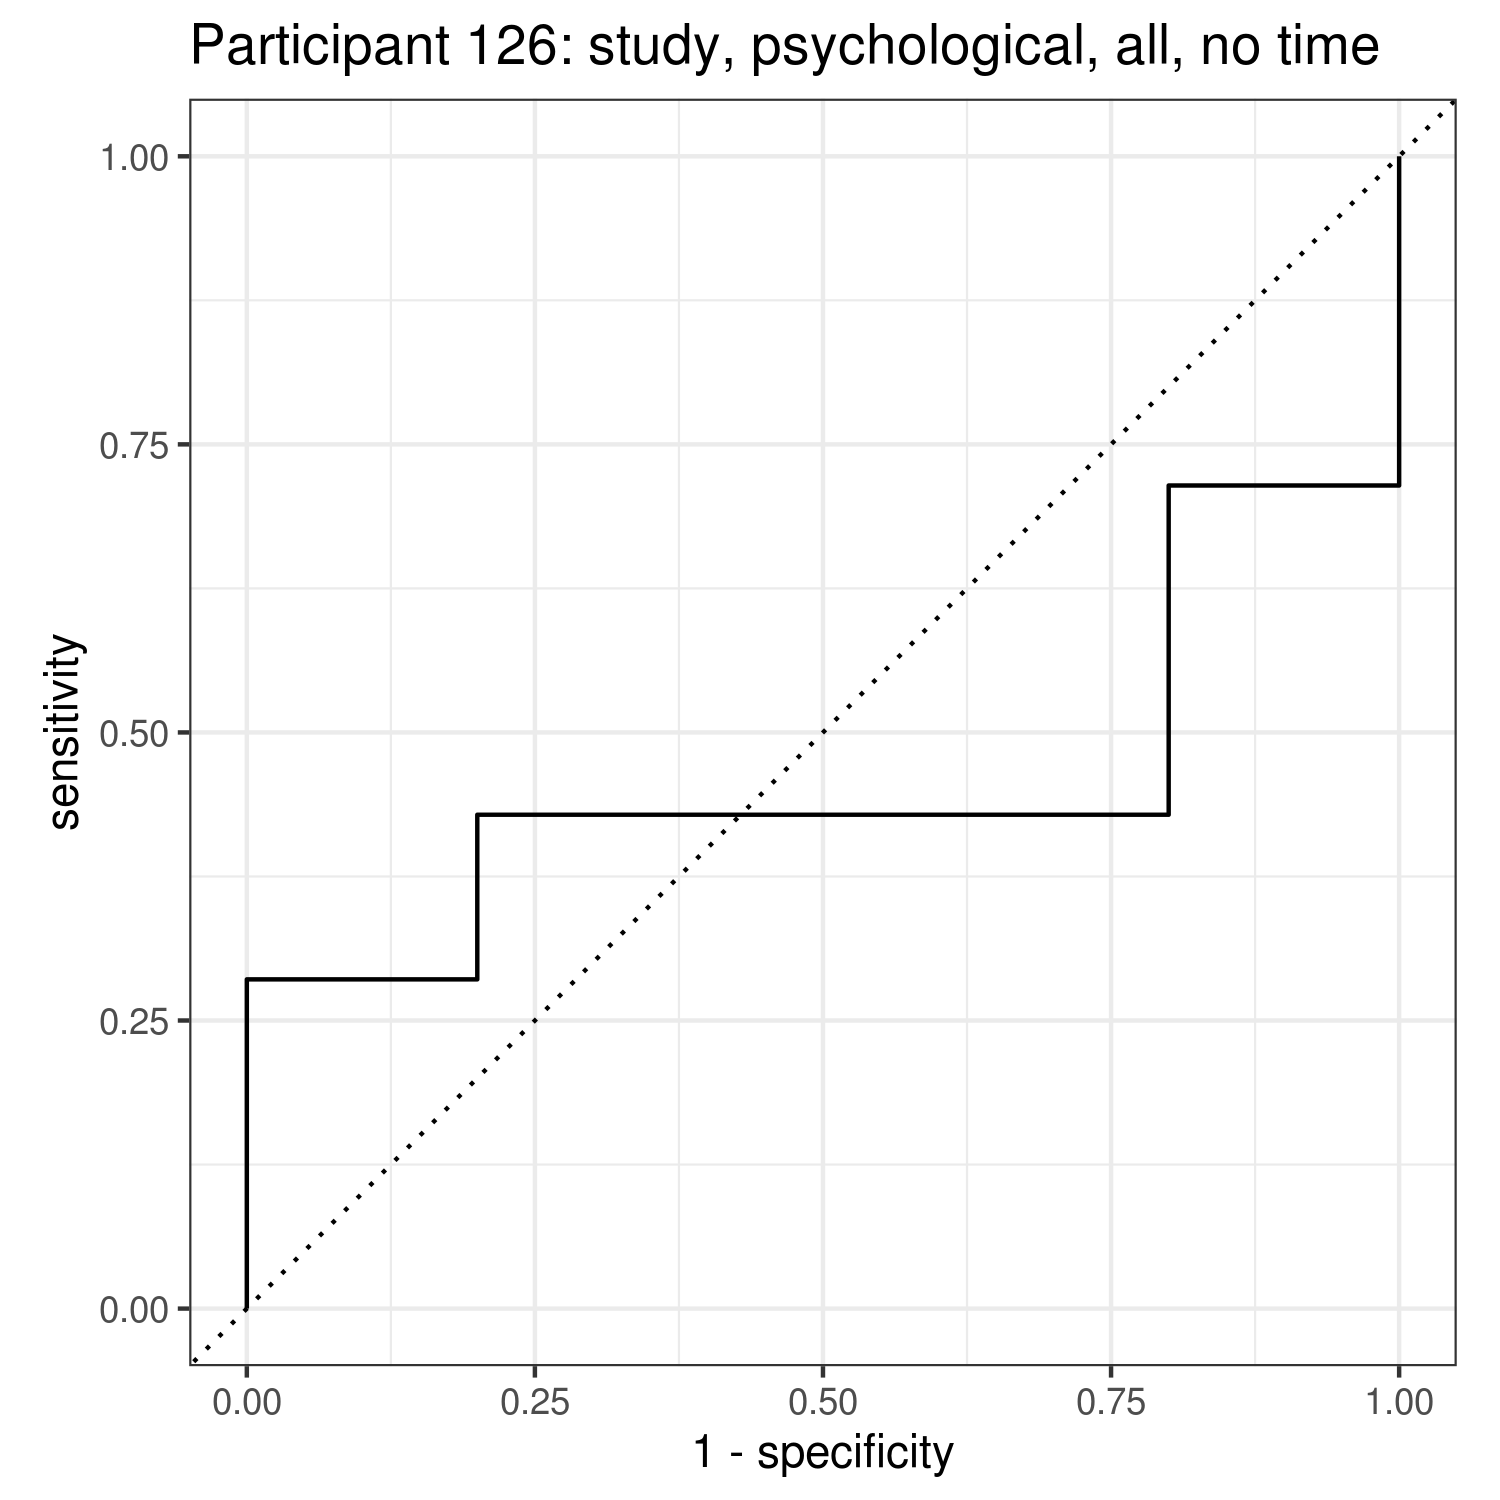 Participant 126: study, psychological, all, no time
1.00
0.75
0.50
0.25
0.00
sensitivity
0.00 0.25 0.50 0.75 1.00
1 - specificity